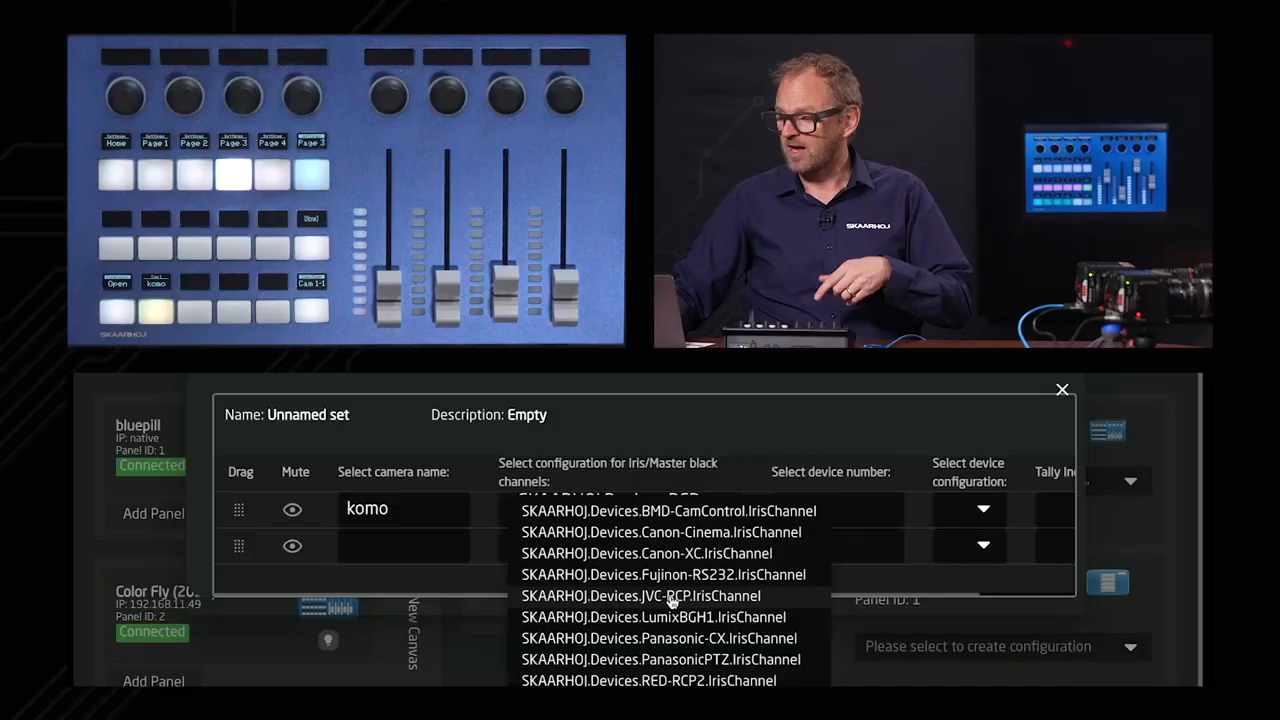 Settings Settings Settings Settings Settings
Home Page 1 Page 2 Page 3 Page 4 Page 3
Open komo Cam 1-1
SKAARHOJ
SKAARHOJ
Name: Unnamed set Description: Empty
bluepill
IP: native
Panel ID: 1
Connected
Add Panel
Drag Mute Select camera name: Select configuration for Iris/Master black
channels: Select device number: Select device
configuration: Tally In
komo
SKAARHOJ.Devices.BMD-CamControl.IrisChannel
SKAARHOJ.Devices.Canon-Cinema.IrisChannel
SKAARHOJ.Devices.Canon-XC.IrisChannel
SKAARHOJ.Devices.Fujinon-RS232.IrisChannel
SKAARHOJ.Devices.JVC-RCP.IrisChannel
SKAARHOJ.Devices.LumixBGH1.IrisChannel
SKAARHOJ.Devices.Panasonic-CX.IrisChannel
SKAARHOJ.Devices.PanasonicPTZ.IrisChannel
SKAARHOJ.Devices.RED-RCP2.IrisChannel
Color Fly (20..
IP: 192.168.11.49
Panel ID: 2
Connected
Add Panel
New Canvas
Panel ID: 1
Please select to create configuration